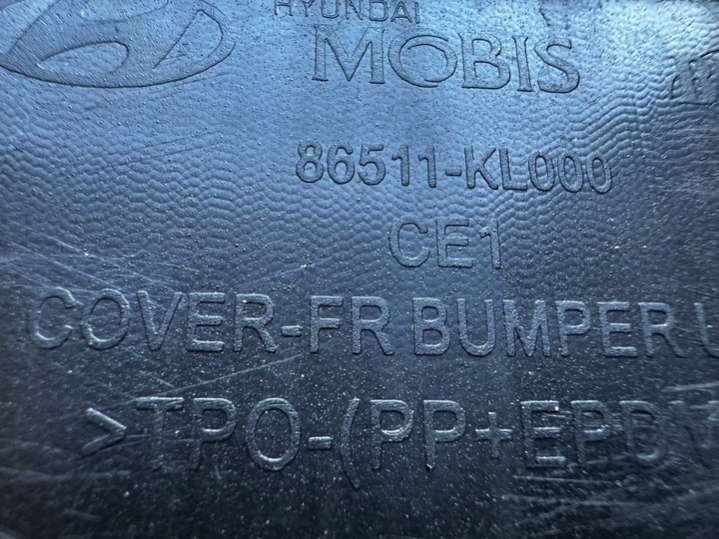 HYUNDAI
MOBIS
86511-KL000
CE1
COVER-FR BUMPER U
>TPO-(PP+EPD